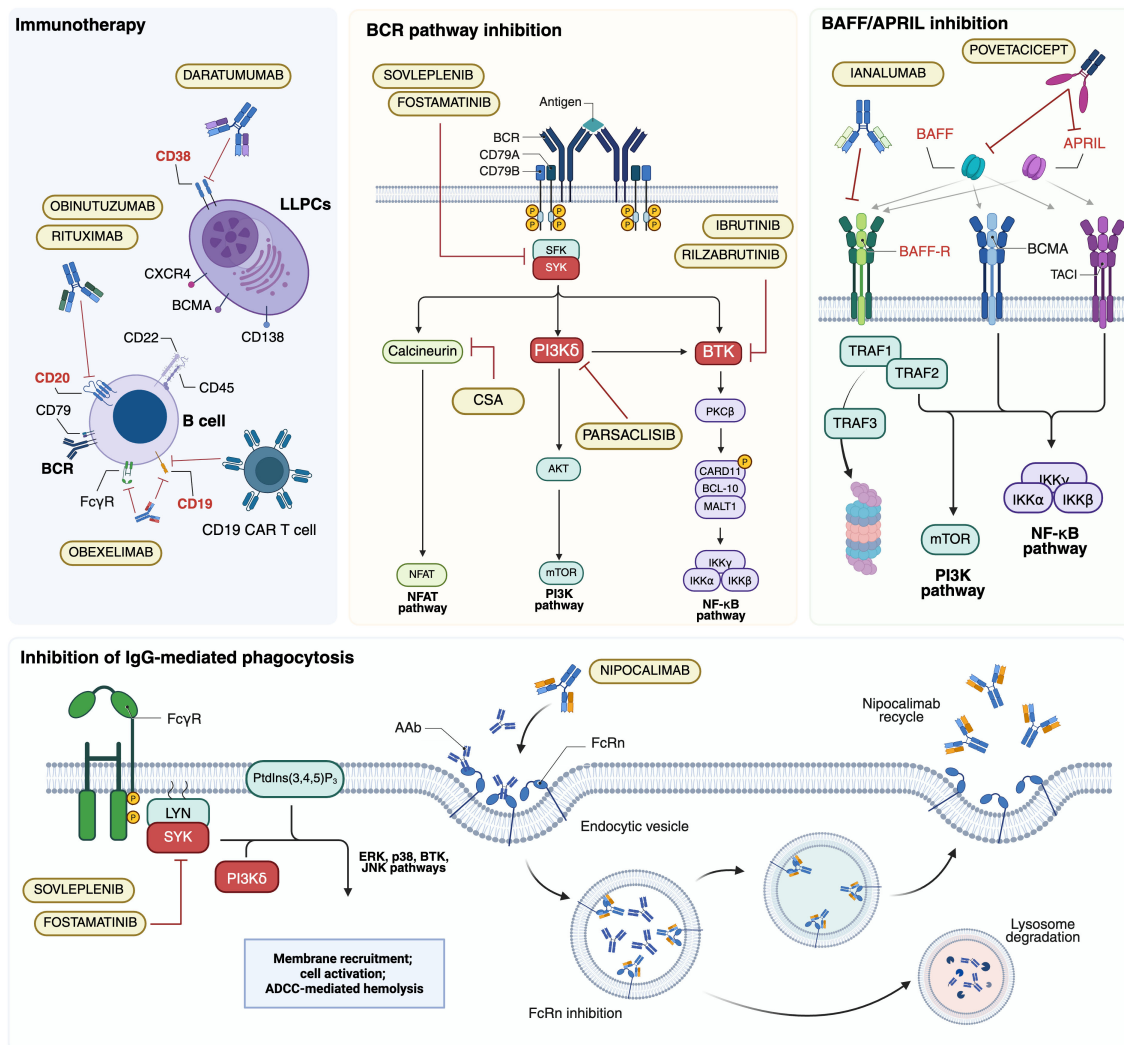 Immunotherapy
DARATUMUMAB
CD38
LLPCs
OBINUTUZUMAB
RITUXIMAB
CXCR4
BCMA
CD138
CD22
CD45
CD20
CD79
B cell
BCR
FcγR
CD19
CD19 CAR T cell
OBEXELIMAB
BCR pathway inhibition
SOVLEPLENIB
FOSTAMATINIB
Antigen
BCR
CD79A
CD79B
P P
P P
P P
P P
IBRUTINIB
RILZABRUTINIB
SFK
SYK
Calcineurin
PI3Kδ
BTK
CSA
PARSACLISIB
PKCβ
AKT
P
CARD11
BCL-10
MALT1
NFAT
NFAT
pathway
mTOR
PI3K
pathway
IKKγ
IKKα
IKKβ
NF-κB
pathway
BAFF/APRIL inhibition
POVETACICEPT
IANALUMAB
BAFF
APRIL
BAFF-R
BCMA
TACI
TRAF1
TRAF2
TRAF3
IKKγ
IKKα
IKKβ
mTOR
NF-κB
pathway
PI3K
pathway
Inhibition of IgG-mediated phagocytosis
FcγR
PtdIns(3,4,5)P₃
P
P
LYN
SYK
PI3Kδ
ERK, p38, BTK,
JNK pathways
SOVLEPLENIB
FOSTAMATINIB
Membrane recruitment;
cell activation;
ADCC-mediated hemolysis
NIPOCALIMAB
AAb
FcRn
Endocytic vesicle
FcRn inhibition
Nipocalimab
recycle
Lysosome
degradation